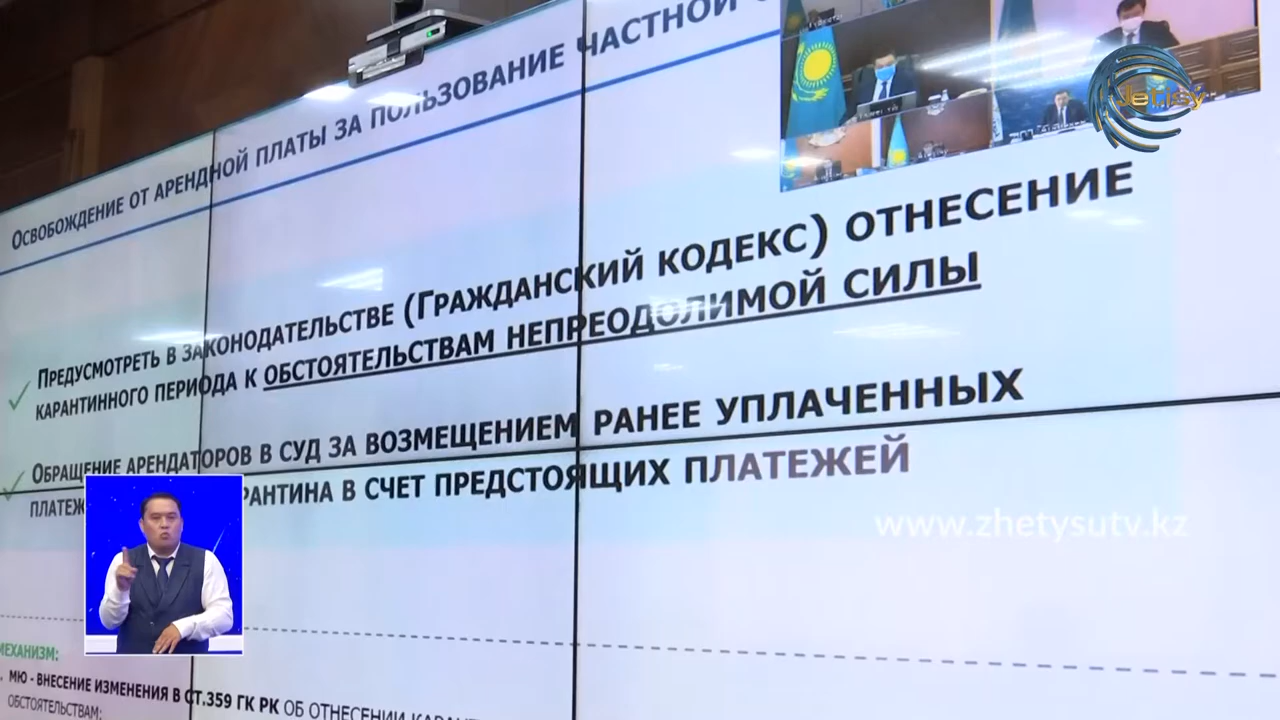 ОСВОБОЖДЕНИЕ ОТ АРЕНДНОЙ ПЛАТЫ ЗА ПОЛЬЗОВАНИЕ ЧАСТНОЙ
Jetisy
ПРЕДУСМОТРЕТЬ В ЗАКОНОДАТЕЛЬСТВЕ (ГРАЖДАНСКИЙ КОДЕКС) ОТНЕСЕНИЕ
КАРАНТИННОГО ПЕРИОДА К ОБСТОЯТЕЛЬСТВАМ НЕПРЕОДОЛИМОЙ СИЛЫ
ОБРАЩЕНИЕ АРЕНДАТОРОВ В СУД ЗА ВОЗМЕЩЕНИЕМ РАНЕЕ УПЛАЧЕННЫХ
ПЛАТЕЖ РАНТИНА В СЧЕТ ПРЕДСТОЯЩИХ ПЛАТЕЖЕЙ
www.zhetysutv.kz
МЕХАНИЗМ:
МЮ - ВНЕСЕНИЕ ИЗМЕНЕНИЯ В СТ.359 ГК РК ОБ ОТНЕСЕНИИ КАРАНТ
ОБСТОЯТЕЛЬСТВАМ: